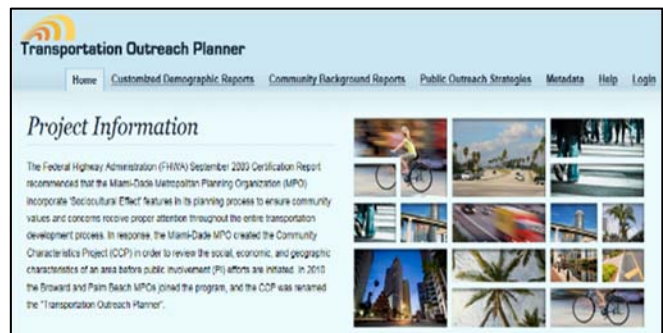 Transportation Outreach Planner
Home Customized Demographic Reports Community Background Reports Public Outreach Strategies Metadata Help Login
Project Information
The Federal Highway Administration (FHWA) September 2003 Certification Report
recommended that the Miami-Dade Metropolitan Planning Organization (MPO)
incorporate 'Sociocultural Effect' features in its planning process to ensure community
values and concerns receive proper attention throughout the entire transportation
development process. In response, the Miami-Dade MPO created the Community
Characteristics Project (CCP) in order to review the social, economic, and geographic
characteristics of an area before public involvement (PI) efforts are initiated. In 2010
the Broward and Palm Beach MPOs joined the program, and the CCP was renamed
the "Transportation Outreach Planner".